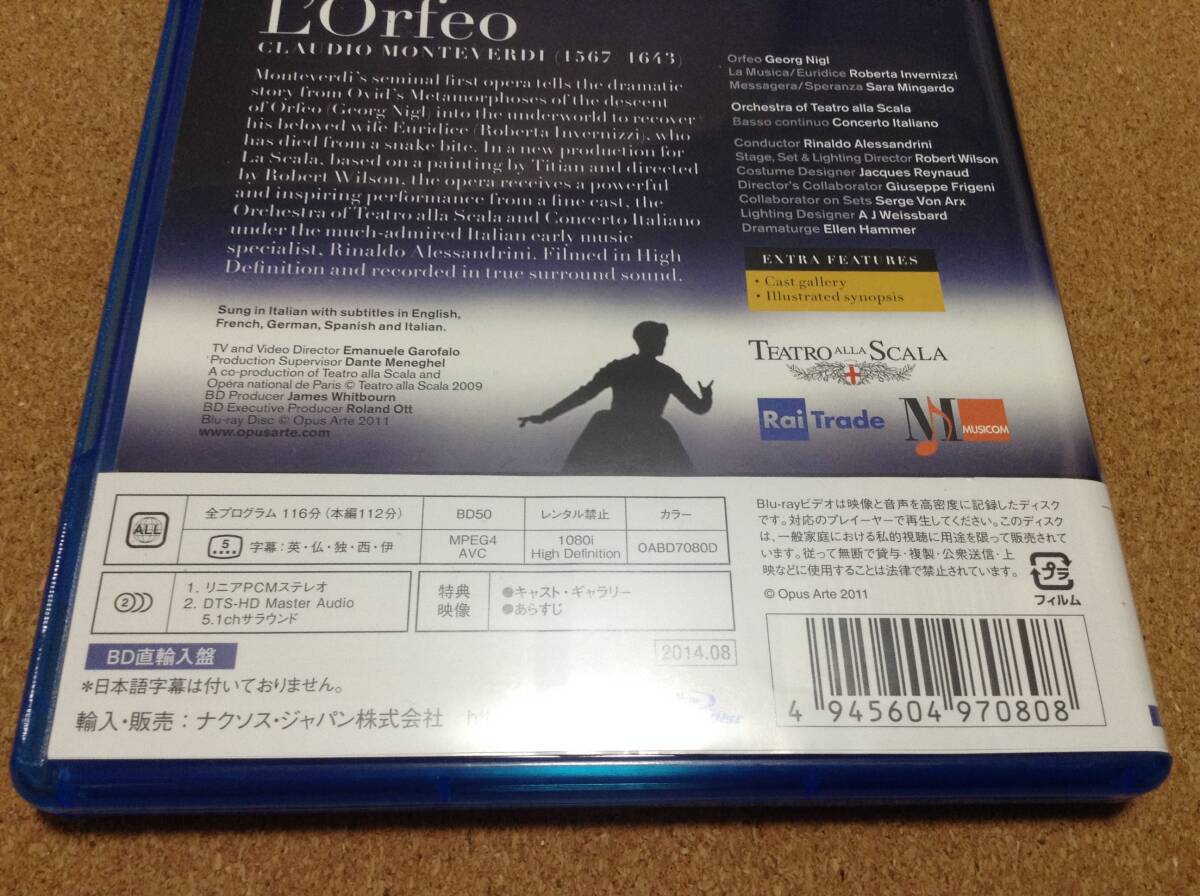 L'Orfeo
CLAUDIO MONTEVERDI (1567 1643)
Monteverdi's seminal first opera tells the dramatic
story from Ovid's Metamorphoses of the descent
of Orfeo (Georg Nigl) into the underworld to recover
his beloved wife Euridice (Roberta Invernizzi), who
has died from a snake bite. In a new production for
La Scala, based on a painting by Titian and directed
by Robert Wilson, the opera receives a powerful
and inspiring performance from a fine cast, the
Orchestra of Teatro alla Scala and Concerto Italiano
under the much-admired Italian early music
specialist, Rinaldo Alessandrini. Filmed in High
Definition and recorded in true surround sound.
Sung in Italian with subtitles in English,
French, German, Spanish and Italian.
TV and Video Director Emanuele Garofalo
Production Supervisor Dante Meneghel
A co-production of Teatro alla Scala and
Opéra national de Paris © Teatro alla Scala 2009
BD Producer James Whitbourn
BD Executive Producer Roland Ott
Blu-ray Disc © Opus Arte 2011
www.opusarte.com
Orfeo Georg Nigl
La Musica/Euridice Roberta Invernizzi
Messagera/Speranza Sara Mingardo
Orchestra of Teatro alla Scala
Basso continuo Concerto Italiano
Conductor Rinaldo Alessandrini
Stage, Set & Lighting Director Robert Wilson
Costume Designer Jacques Reynaud
Director's Collaborator Giuseppe Frigeni
Collaborator on Sets Serge Von Arx
Lighting Designer A J Weissbard
Dramaturge Ellen Hammer
EXTRA FEATURES
• Cast gallery
• Illustrated synopsis
TEATRO ALLA SCALA
Rai Trade
M MUSICOM
ALL
全プログラム 116分(本編112分)
BD50
レンタル禁止
カラー
5 字幕:英・仏・独・西・伊
MPEG4
AVC
1080i
High Definition
OABD7080D
2
1. リニアPCMステレオ
2. DTS-HD Master Audio
5.1chサラウンド
特典
映像
●キャスト・ギャラリー
●あらすじ
BD直輸入盤
2014.08
*日本語字幕は付いておりません。
輸入・販売:ナクソス・ジャパン株式会社
Blu-rayビデオは映像と音声を高密度に記録したディスク
です。対応のプレイヤーで再生してください。このディスク
は、一般家庭における私的視聴に用途を限って販売されて
います。従って無断で貸与・複製・公衆送信・上
映などに使用することは法律で禁止されています。
© Opus Arte 2011
プラ
フィルム
4 945604 970808